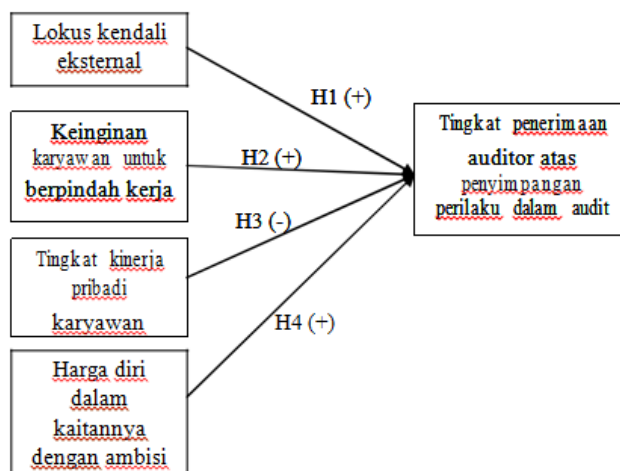 Lokus kendali
eksternal
H1 (+)
Keinginan
karyawan untuk
berpindah kerja
H2 (+)
Tingkat penerimaan
auditor atas
penyimpangan
perilaku dalam audit
H3 (-)
Tingkat kinerja
pribadi
karyawan
H4 (+)
Harga diri
dalam
kaitannya
dengan ambisi